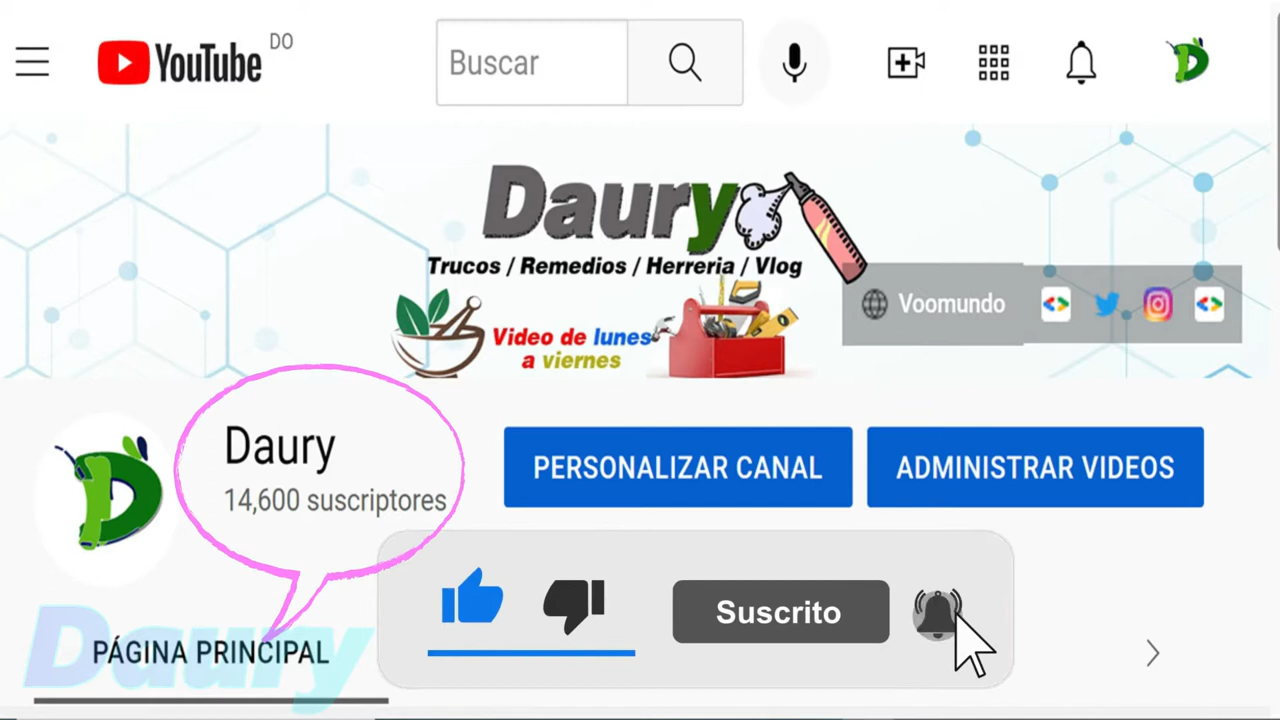 YouTube DO
Buscar
Daury
Trucos / Remedios / Herreria / Vlog
Voomundo
Video de lunes
a viernes
Daury
14,600 suscriptores
PERSONALIZAR CANAL
ADMINISTRAR VIDEOS
Suscrito
Daury
PÁGINA PRINCIPAL